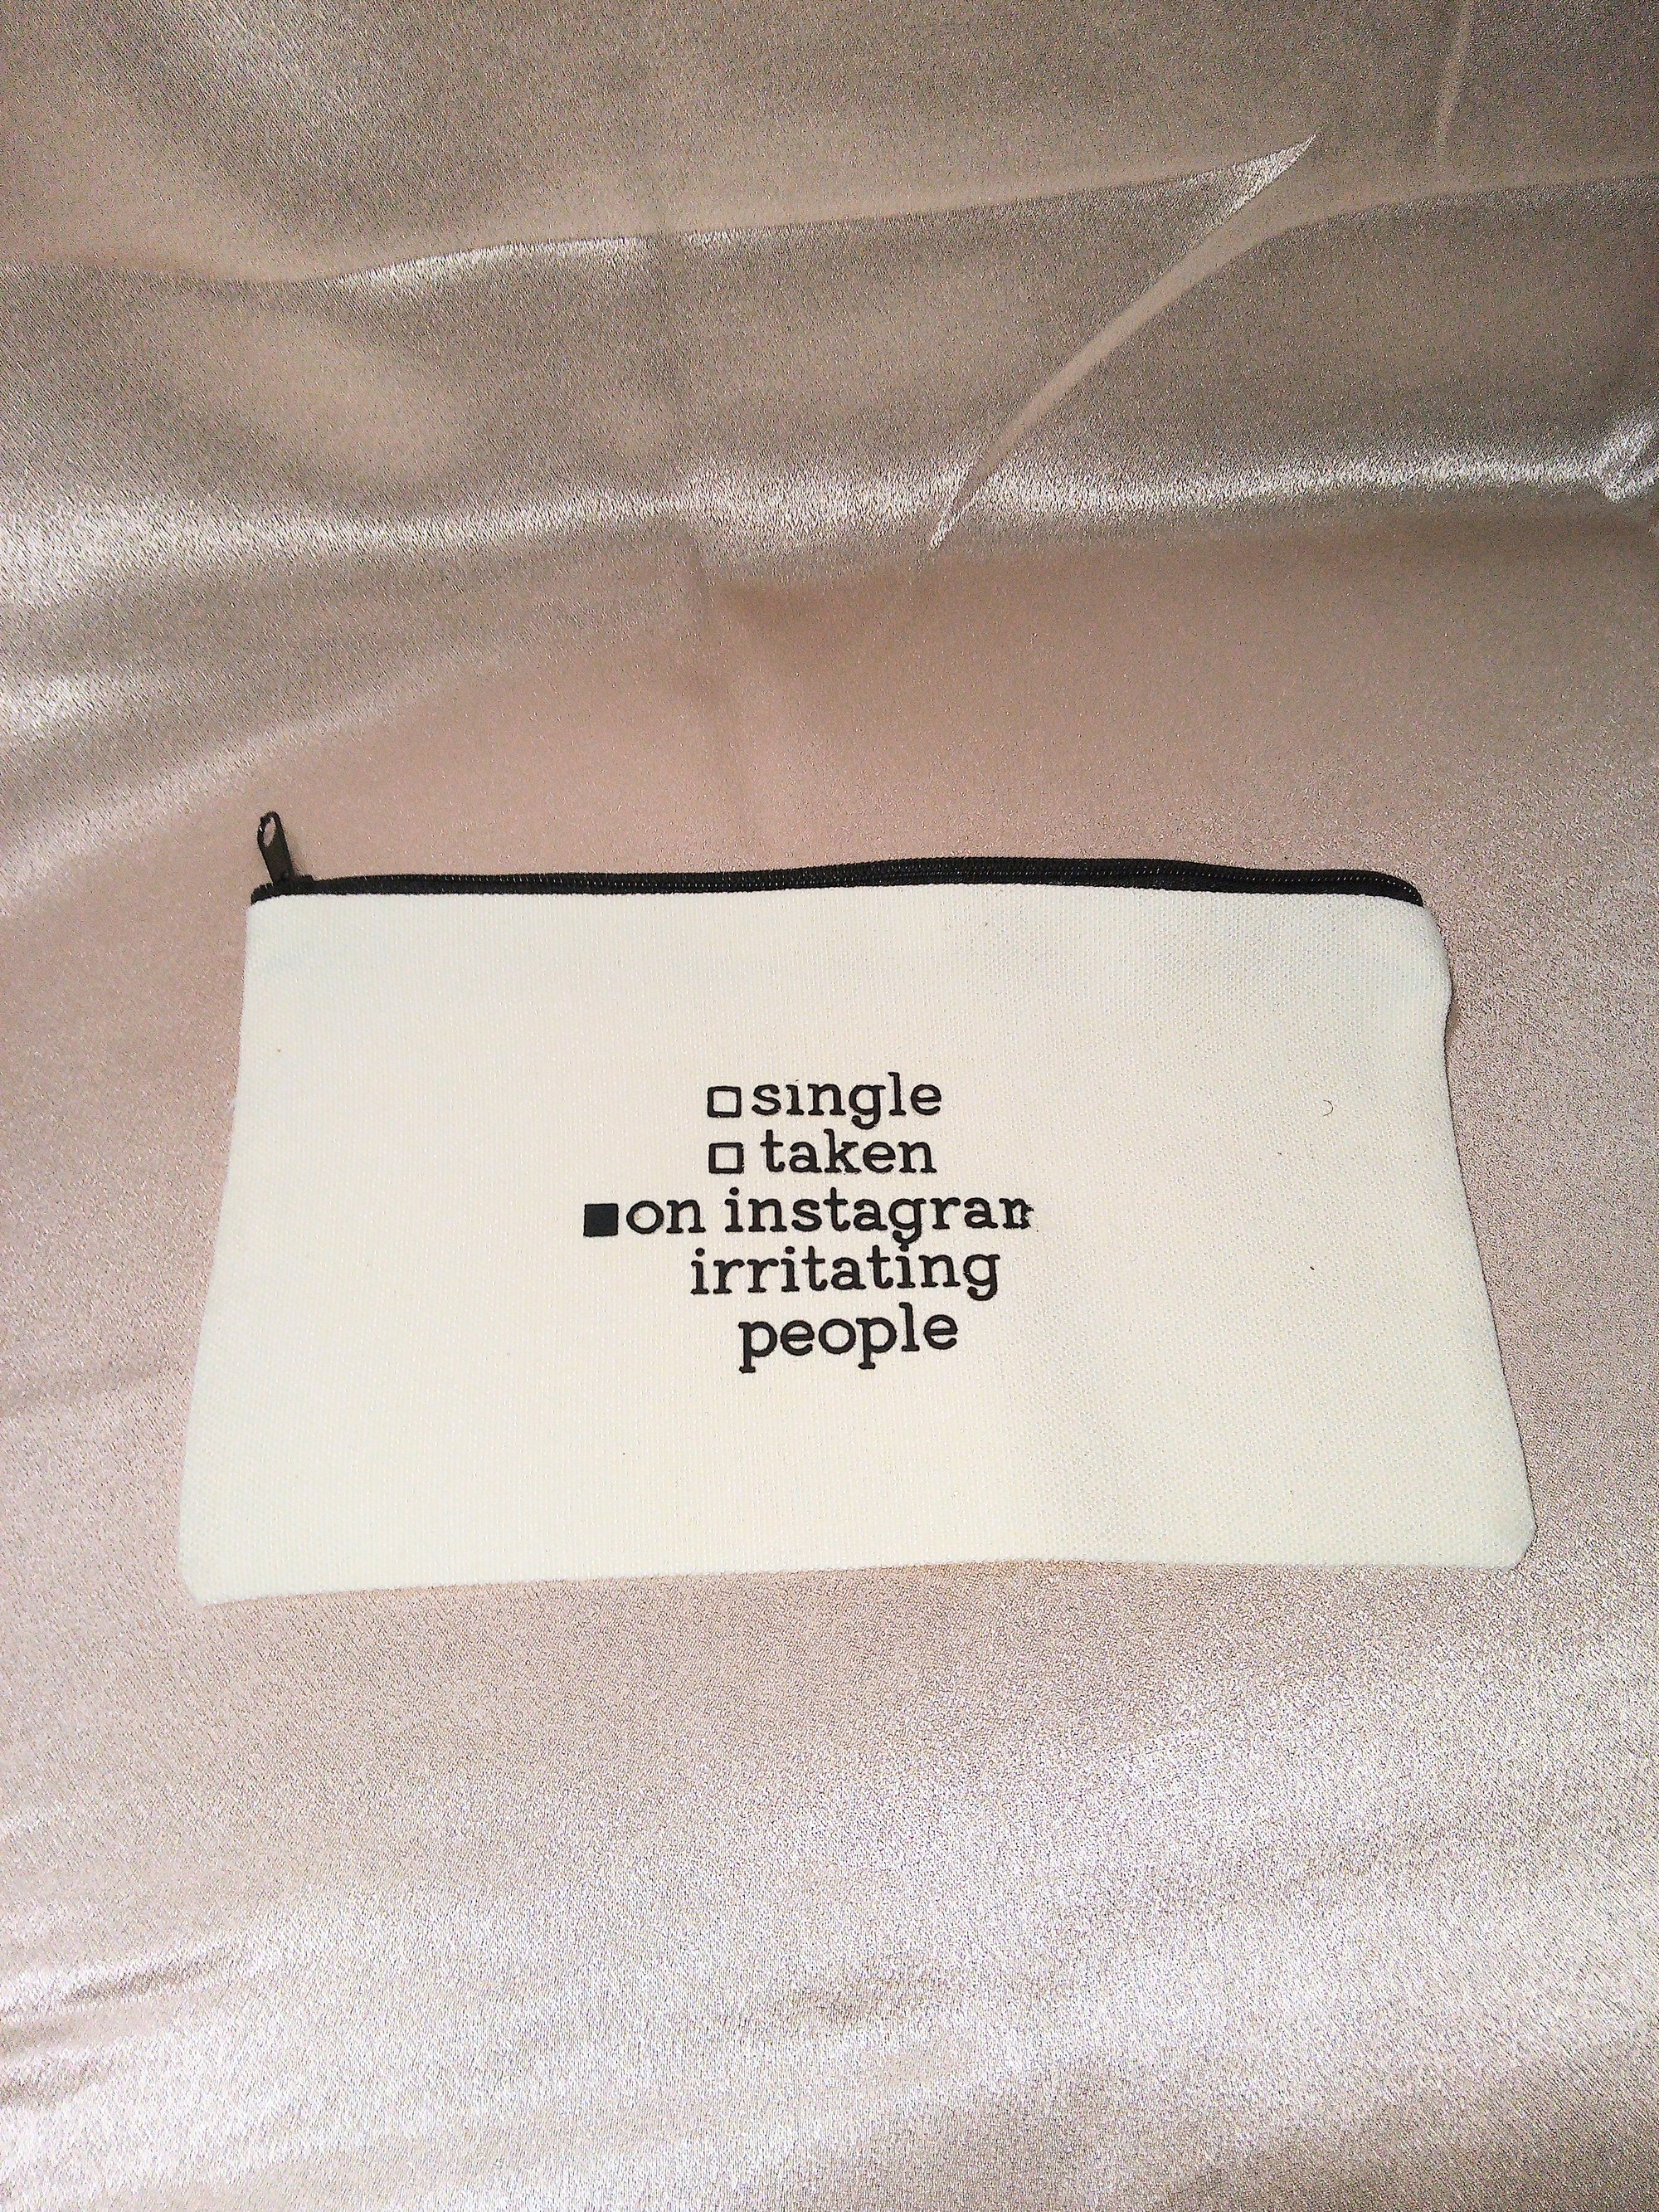 □ single
□ taken
■ on instagram
irritating
people